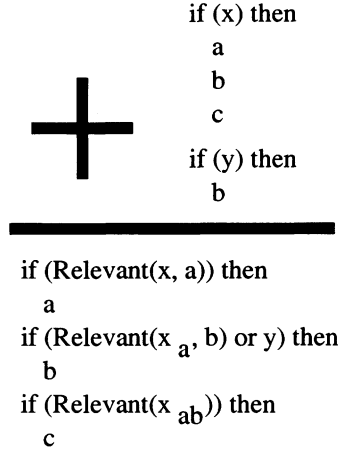 if (x) then
a
b
c
if (y) then
b
if (Relevant(x, a)) then
a
if (Relevant(x a, b) or y) then
b
if (Relevant(x ab)) then
c